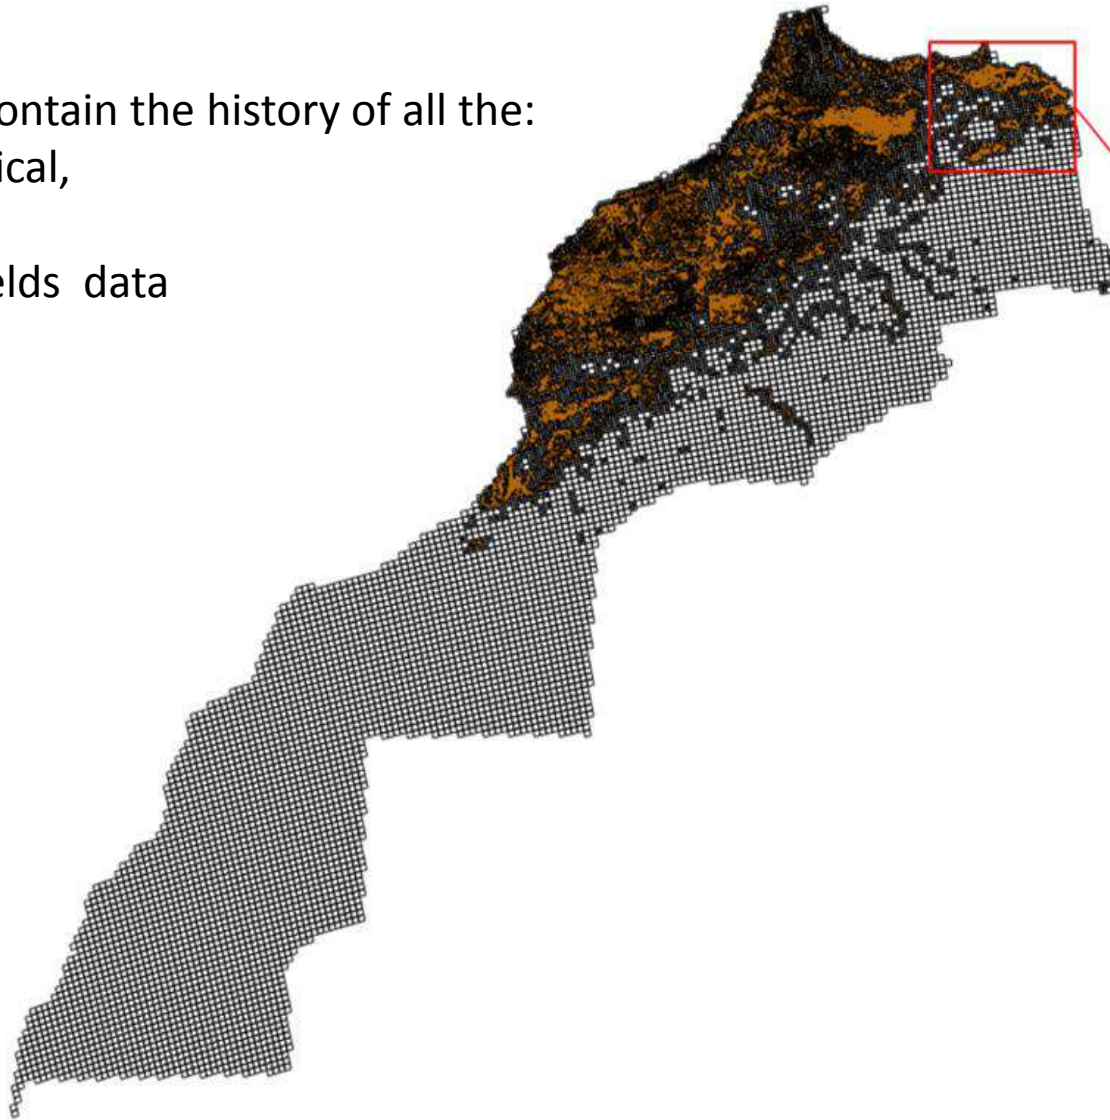 ontain the history of all the:
ical,
elds  data